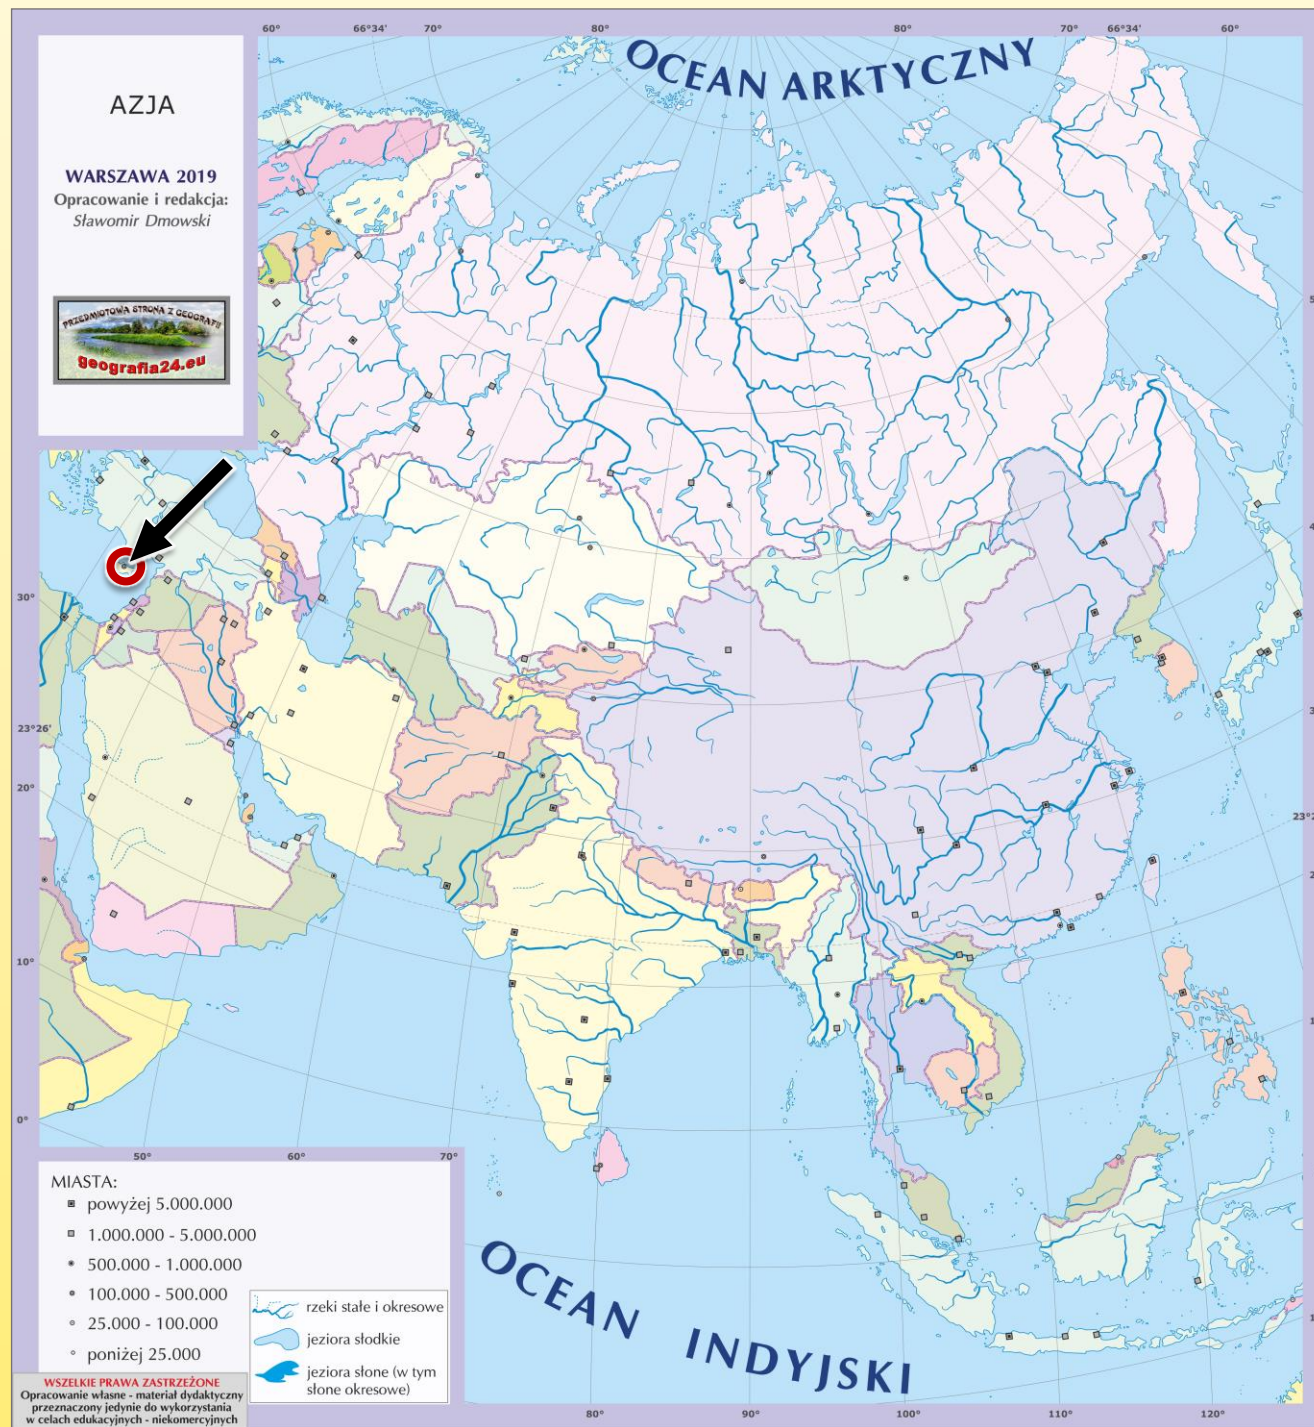 60°
66°34'
70°
80°
80°
70°
66°34'
60°
OCEAN ARKTYCZNY
AZJA
WARSZAWA 2019
Opracowanie i redakcja:
Sławomir Dmowski
PRZEDMIOTOWA STRONA Z GEOGRAFII
geografia24.eu
30°
23°26'
20°
10°
0°
50°
60°
70°
MIASTA:
powyżej 5.000.000
1.000.000 - 5.000.000
500.000 - 1.000.000
100.000 - 500.000
25.000 - 100.000
poniżej 25.000
rzeki stałe i okresowe
jeziora słodkie
jeziora słone (w tym
słone okresowe)
OCEAN INDYJSKI
WSZELKIE PRAWA ZASTRZEŻONE
Opracowanie własne - materiał dydaktyczny
przeznaczony jedynie do wykorzystania
w celach edukacyjnych - niekomercyjnych
80°
90°
100°
110°
120°